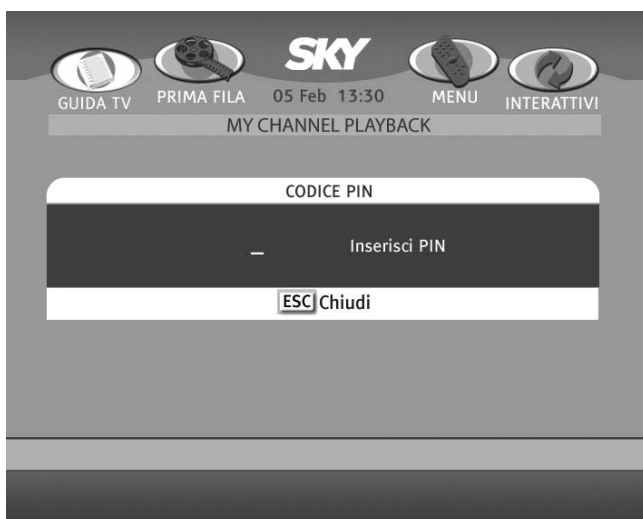 SKY
GUIDA TV PRIMA FILA 05 Feb 13:30 MENU INTERATTIVI
MY CHANNEL PLAYBACK
CODICE PIN
_ Inserisci PIN
ESC Chiudi